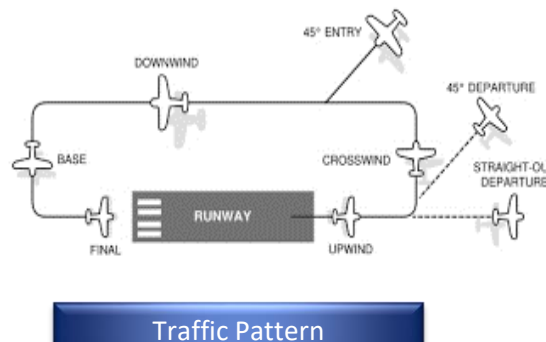 45° ENTRY
DOWNWIND
45° DEPARTURE
BASE
CROSSWIND
STRAIGHT-OU
DEPARTURE
RUNWAY
FINAL
UPWIND
Traffic Pattern